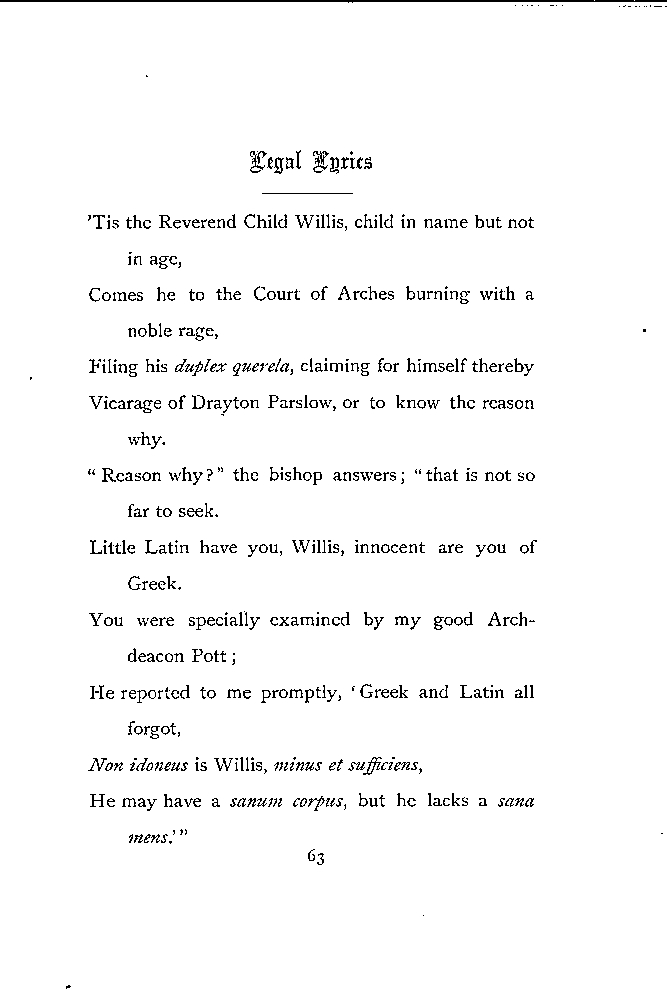 Legal Lyrics
'Tis the Reverend Child Willis, child in name but not
in age,
Comes he to the Court of Arches burning with a
noble rage,
Filing his duplex querela, claiming for himself thereby
Vicarage of Drayton Parslow, or to know the reason
why.
“ Reason why?” the bishop answers; “that is not so
far to seek.
Little Latin have you, Willis, innocent are you of
Greek.
You were specially examined by my good Arch-
deacon Pott;
He reported to me promptly, ‘Greek and Latin all
forgot,
Non idoneus is Willis, minus et sufficiens,
He may have a sanum corpus, but he lacks a sana
mens.’”
63